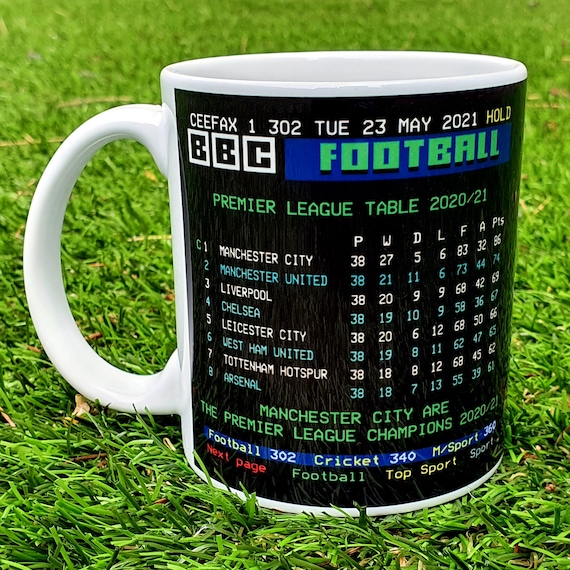 CEEFAX 1 302 TUE 23 MAY 2021 HOLD
BBC FOOTBALL
PREMIER LEAGUE TABLE 2020/21
P W D L F A Pts
C 1 MANCHESTER CITY 38 27 5 6 83 32 86
2 MANCHESTER UNITED 38 21 11 6 73 44 74
3 LIVERPOOL 38 20 9 9 68 42 69
4 CHELSEA 38 19 10 9 58 36 67
5 LEICESTER CITY 38 20 6 12 68 50 66
6 WEST HAM UNITED 38 19 8 11 62 47 65
7 TOTTENHAM HOTSPUR 38 18 8 12 68 45 62
8 ARSENAL 38 18 7 13 55 39 61
MANCHESTER CITY ARE
THE PREMIER LEAGUE CHAMPIONS 2020/21
Football 302 Cricket 340 M/Sport 360
Next page Football Top Sport Sport